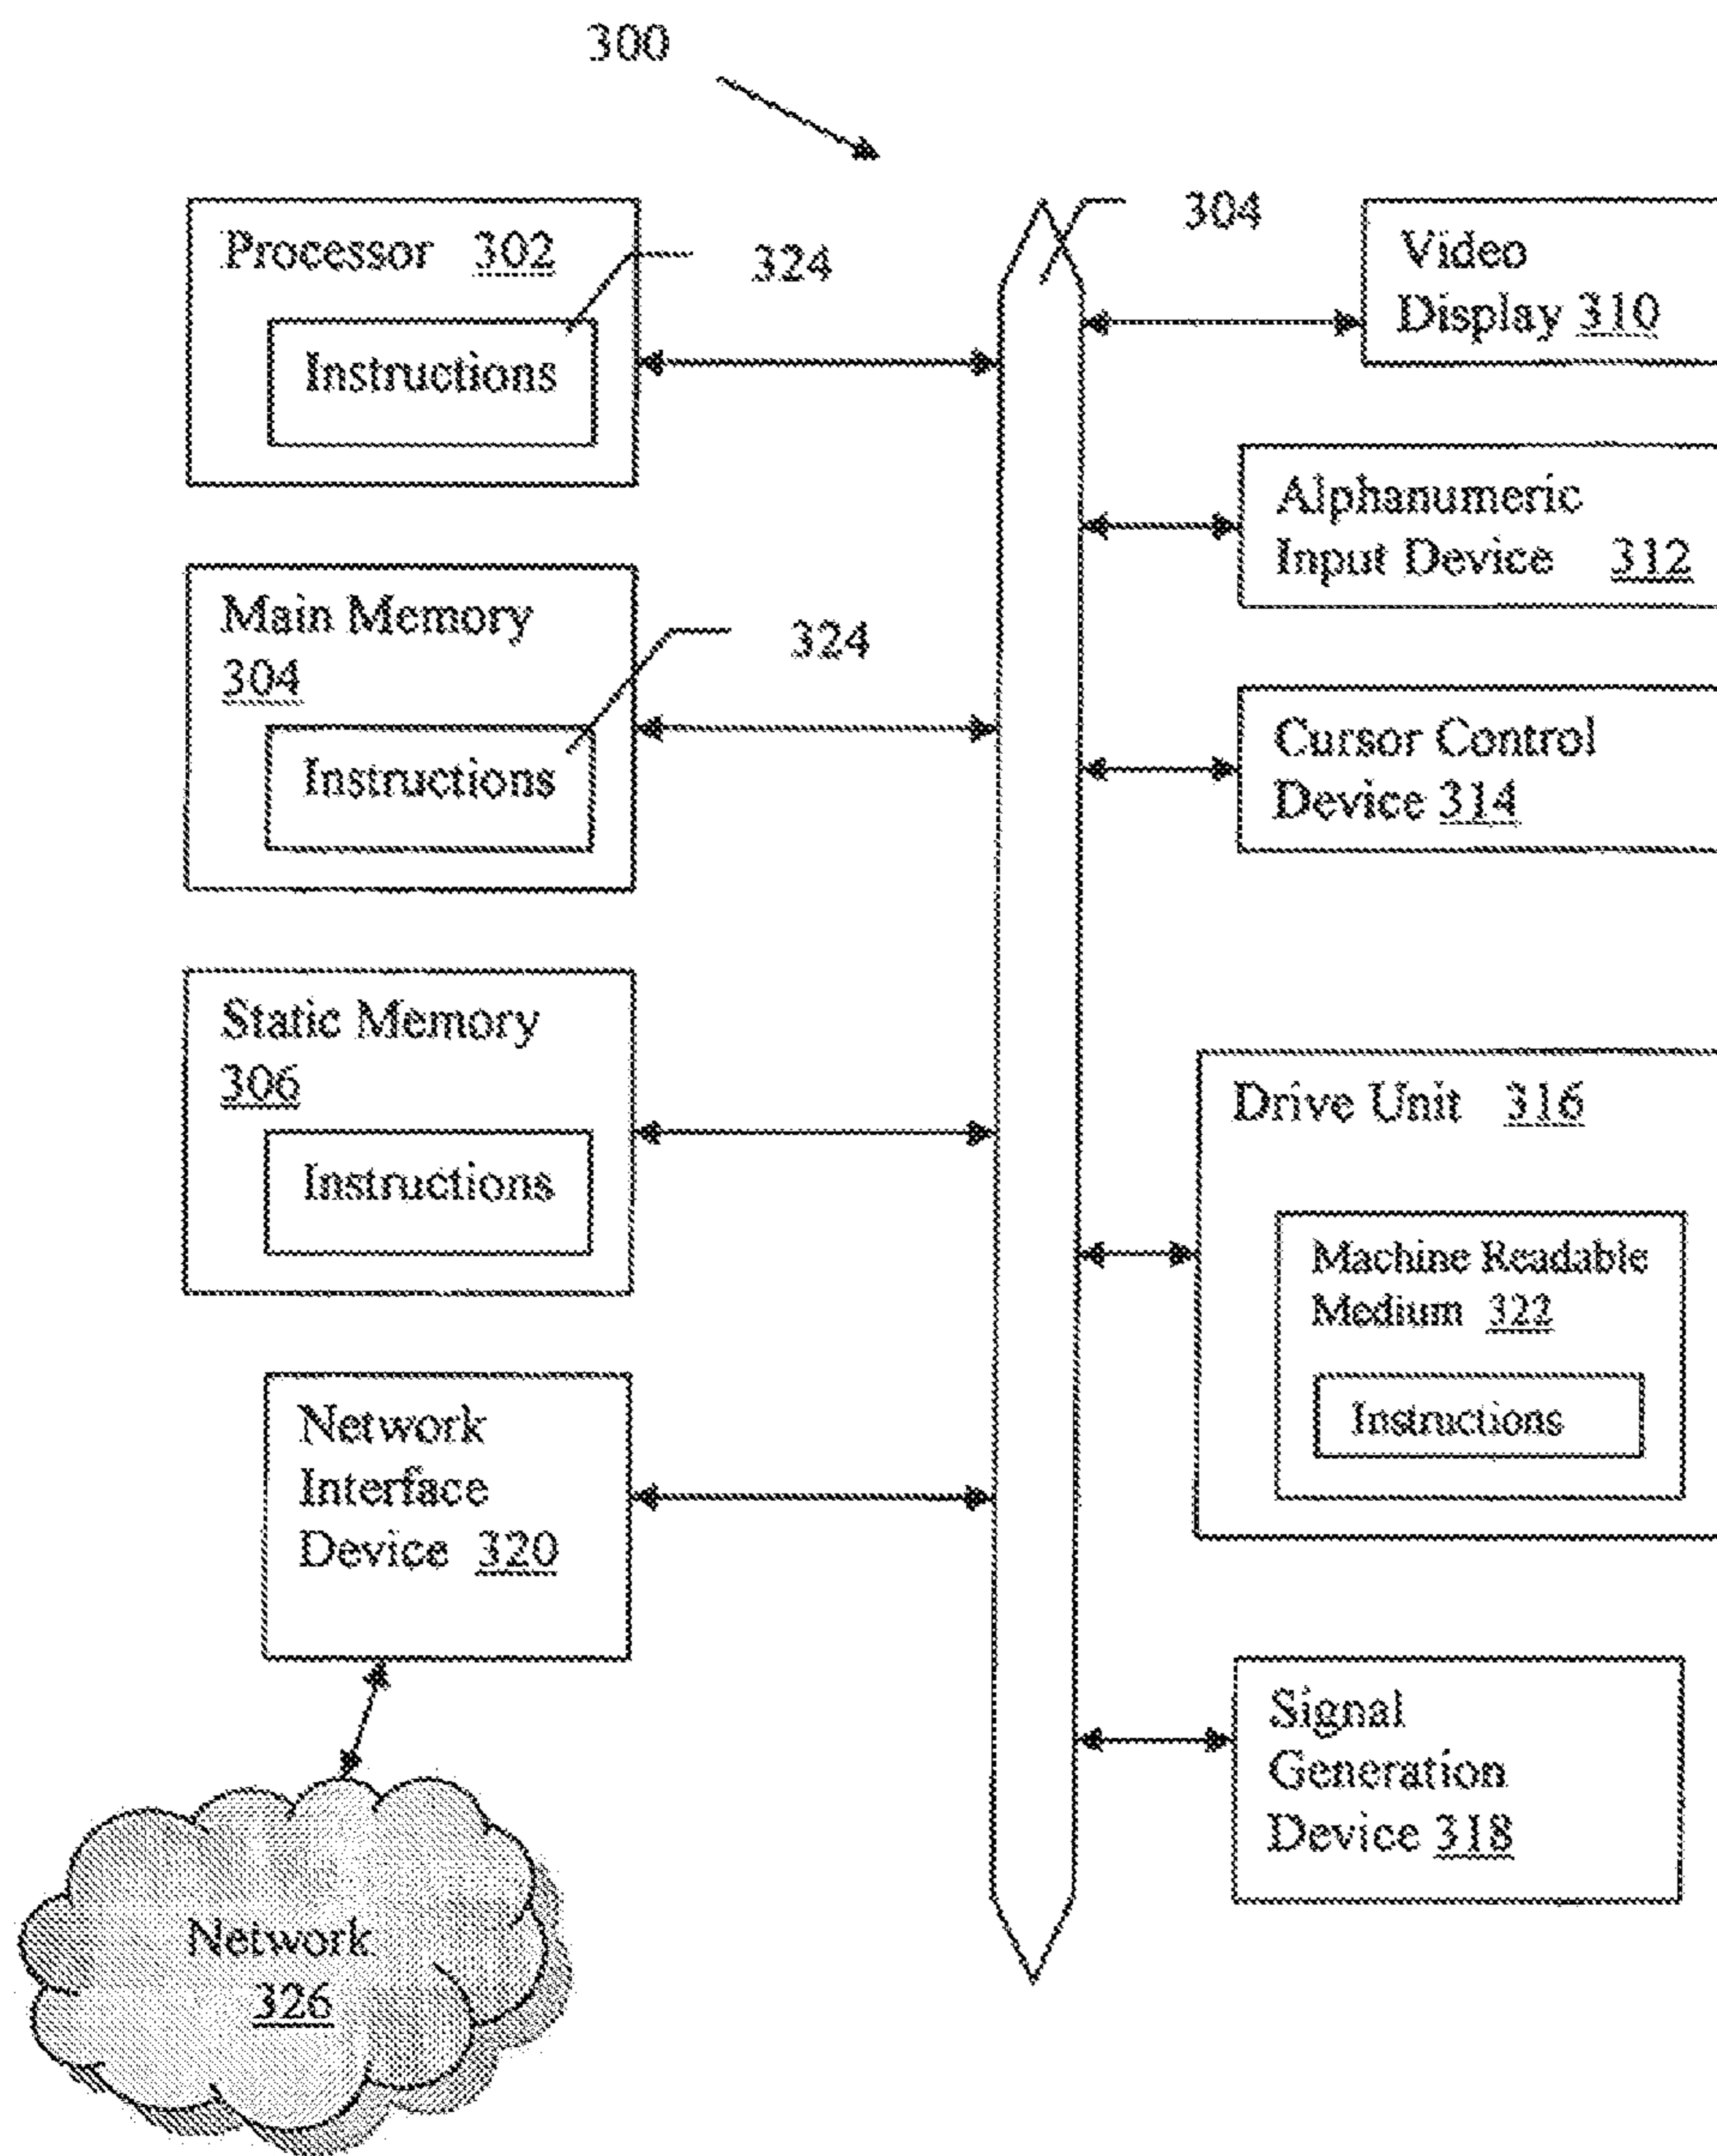 300
Processor 302
324
Instructions
Main Memory
304
324
Instructions
Static Memory
306
Instructions
Network
Interface
Device 320
Network
326
304
Video
Display 310
Alphanumeric
Input Device 312
Cursor Control
Device 314
Drive Unit 316
Machine Readable
Medium 322
Instructions
Signal
Generation
Device 318